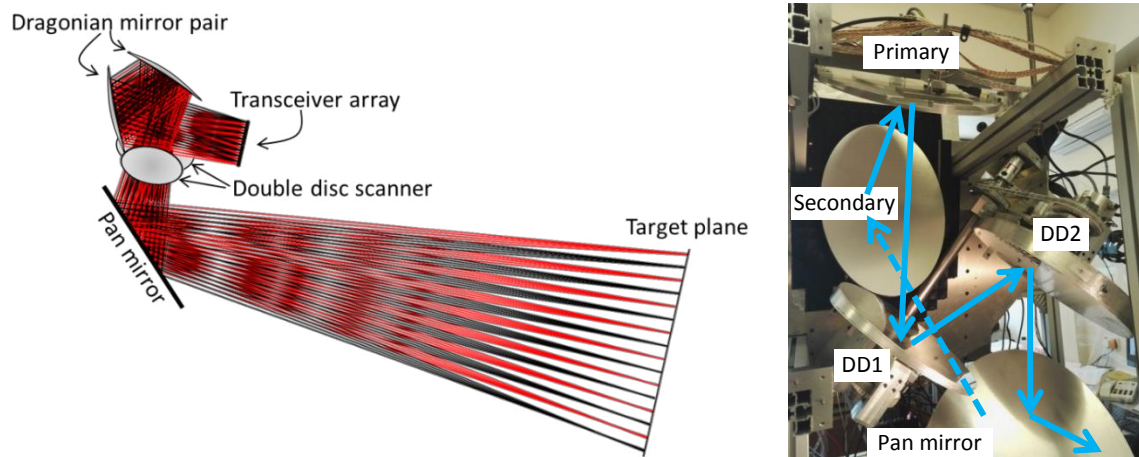 Dragonian mirror pair
Transceiver array
Double disc scanner
Pan mirror
Target plane
Primary
Secondary
DD2
DD1
Pan mirror